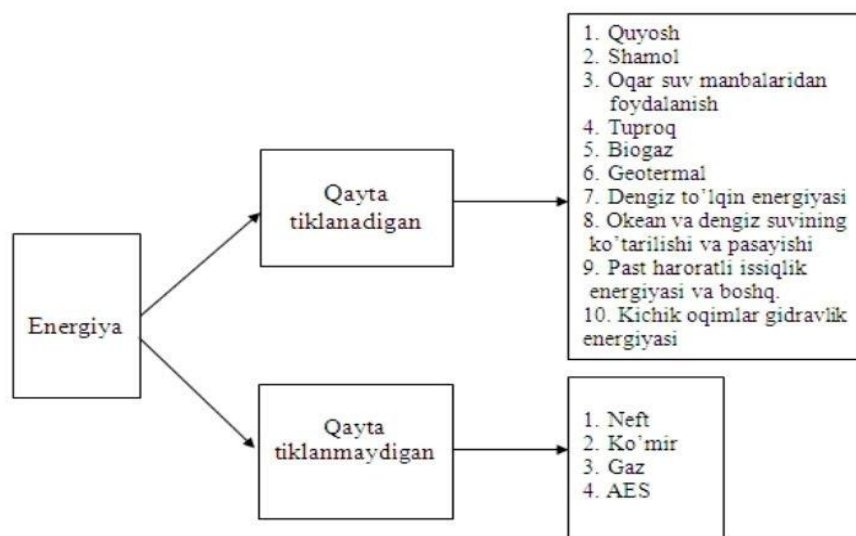 Energiya
Qayta
tiklanadigan
1. Quyosh
2. Shamol
3. Oqar suv manbalaridan
foydalanish
4. Tuproq
5. Biogaz
6. Geotermal
7. Dengiz to’lqin energiyasi
8. Okean va dengiz suvining
ko’tarilishi va pasayishi
9. Past haroratli issiqlik
energiyasi va boshq.
10. Kichik oqimlar gidravlik
energiyasi
Qayta
tiklanmaydigan
1. Neft
2. Ko’mir
3. Gaz
4. AES